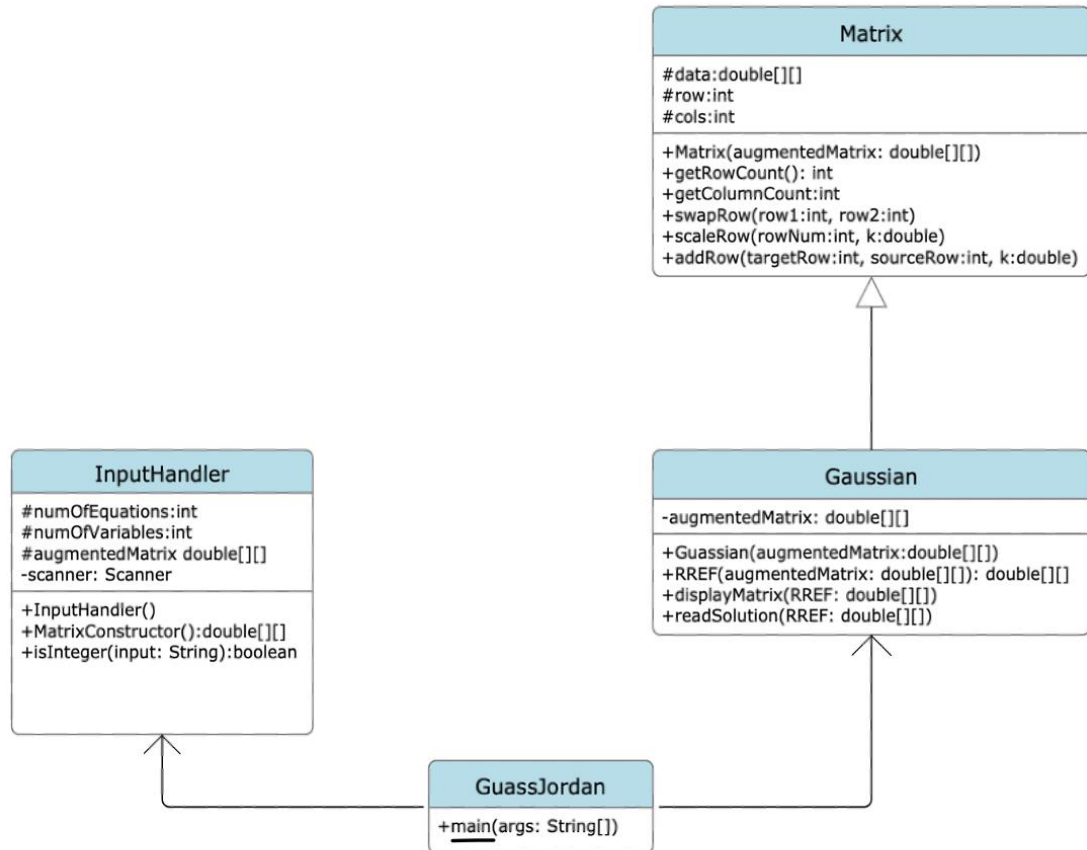 Matrix
#data:double[][]
#row:int
#cols:int
+Matrix(augmentedMatrix: double[][])
+getRowCount(): int
+getColumnCount:int
+swapRow(row1:int, row2:int)
+scaleRow(rowNum:int, k:double)
+addRow(targetRow:int, sourceRow:int, k:double)
InputHandler
#numOfEquations:int
#numOfVariables:int
#augmentedMatrix double[][]
-scanner: Scanner
+InputHandler()
+MatrixConstructor():double[][]
+isInteger(input: String):boolean
Gaussian
-augmentedMatrix: double[][]
+Guassian(augmentedMatrix:double[][])
+RREF(augmentedMatrix: double[][]): double[][]
+displayMatrix(RREF: double[][])
+readSolution(RREF: double[][])
GuassJordan
+main(args: String[])